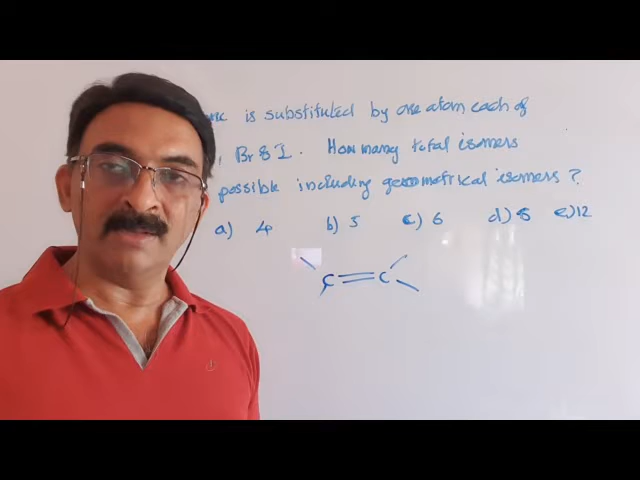 is substituted by one atom each of
, Br & I. How many total isomers
possible including geometrical isomers ?
a) 4 b) 5 c) 6 d) 8 e) 12
C = C